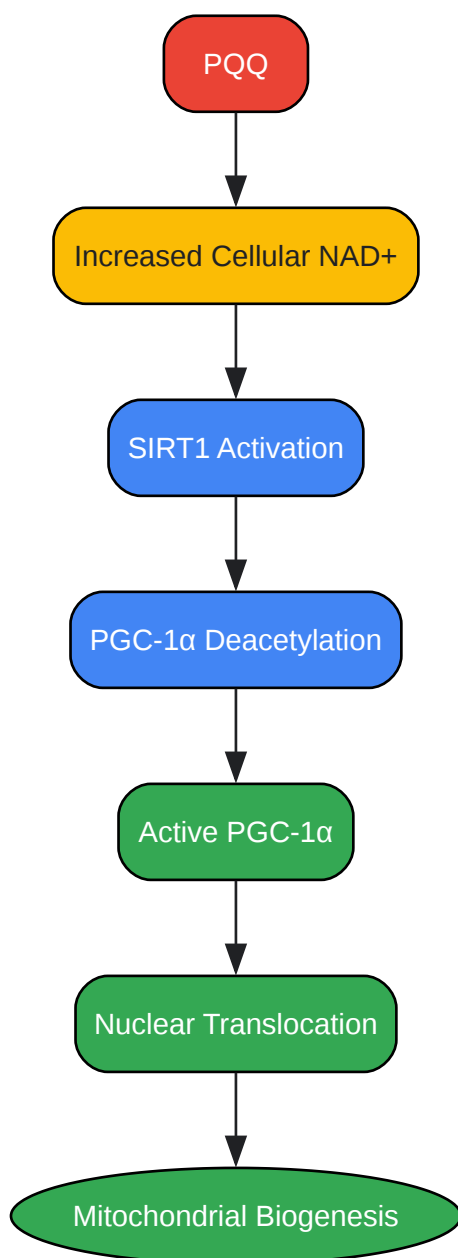 PQQ
Increased Cellular NAD+
SIRT1 Activation
PGC-1α Deacetylation
Active PGC-1α
Nuclear Translocation
Mitochondrial Biogenesis